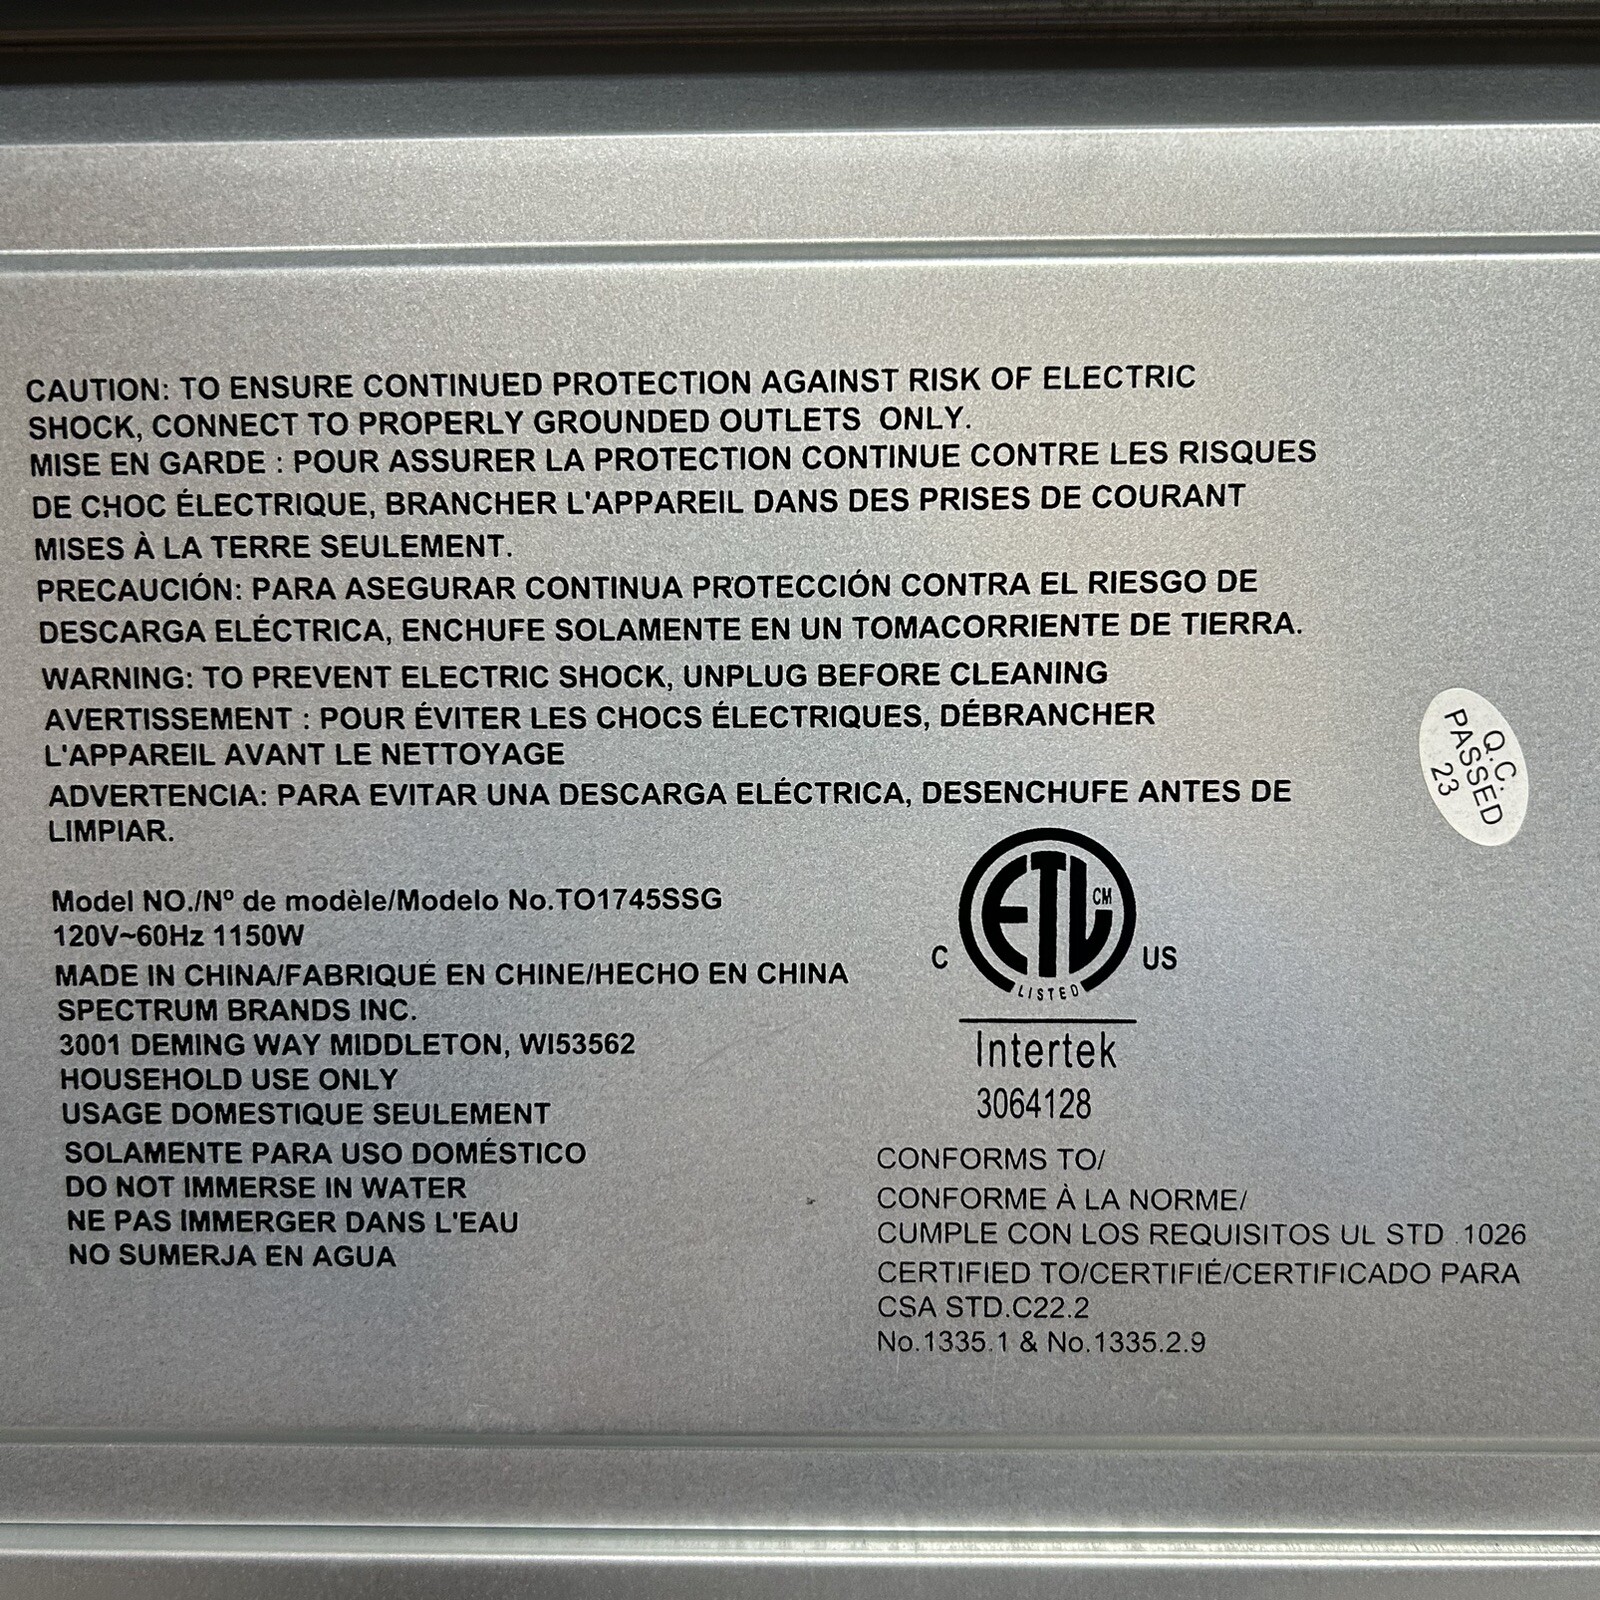 CAUTION: TO ENSURE CONTINUED PROTECTION AGAINST RISK OF ELECTRIC
SHOCK, CONNECT TO PROPERLY GROUNDED OUTLETS ONLY.
MISE EN GARDE : POUR ASSURER LA PROTECTION CONTINUE CONTRE LES RISQUES
DE CHOC ÉLECTRIQUE, BRANCHER L'APPAREIL DANS DES PRISES DE COURANT
MISES À LA TERRE SEULEMENT.
PRECAUCIÓN: PARA ASEGURAR CONTINUA PROTECCIÓN CONTRA EL RIESGO DE
DESCARGA ELÉCTRICA, ENCHUFE SOLAMENTE EN UN TOMACORRIENTE DE TIERRA.
WARNING: TO PREVENT ELECTRIC SHOCK, UNPLUG BEFORE CLEANING
AVERTISSEMENT : POUR ÉVITER LES CHOCS ÉLECTRIQUES, DÉBRANCHER
L'APPAREIL AVANT LE NETTOYAGE
ADVERTENCIA: PARA EVITAR UNA DESCARGA ELÉCTRICA, DESENCHUFE ANTES DE
LIMPIAR.
Q.C.
PASSED
23
Model NO./Nº de modèle/Modelo No.TO1745SSG
120V~60Hz 1150W
MADE IN CHINA/FABRIQUÉ EN CHINE/HECHO EN CHINA
SPECTRUM BRANDS INC.
3001 DEMING WAY MIDDLETON, WI53562
HOUSEHOLD USE ONLY
USAGE DOMESTIQUE SEULEMENT
SOLAMENTE PARA USO DOMÉSTICO
DO NOT IMMERSE IN WATER
NE PAS IMMERGER DANS L'EAU
NO SUMERJA EN AGUA
ETL CM
C US
LISTED
Intertek
3064128
CONFORMS TO/
CONFORME À LA NORME/
CUMPLE CON LOS REQUISITOS UL STD .1026
CERTIFIED TO/CERTIFIÉ/CERTIFICADO PARA
CSA STD.C22.2
No.1335.1 & No.1335.2.9